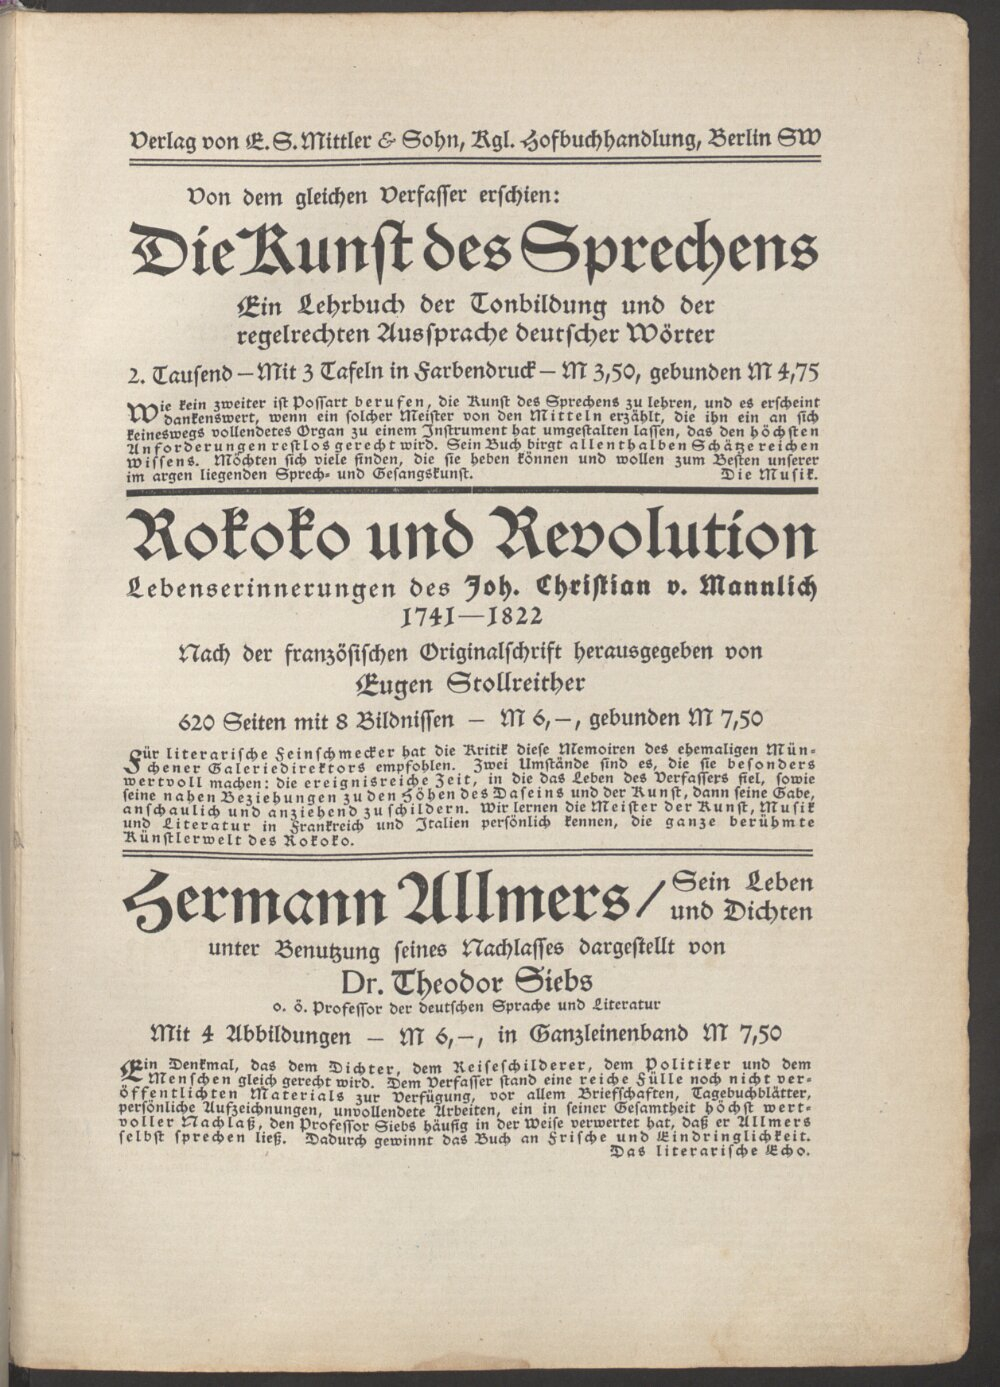 Verlag von E. S. Mittler & Sohn, Kgl. Hofbuchhandlung, Berlin SW
Von dem gleichen Verfasser erschien:
Die Kunst des Sprechens
Ein Lehrbuch der Tonbildung und der
regelrechten Aussprache deutscher Wörter
2. Tausend – Mit 3 Tafeln in Farbendruck – M 3,50, gebunden M 4,75
Wie kein zweiter ist Possart berufen, die Kunst des Sprechens zu lehren, und es erscheint
dankenswert, wenn ein solcher Meister von den Mitteln erzählt, die ihn ein an sich
keineswegs vollendetes Organ zu einem Instrument hat umgestalten lassen, das den höchsten
Anforderungen restlos gerecht wird. Sein Buch birgt allenthalben Schätze reichen
Wissens. Möchten sich viele finden, die sie heben können und wollen zum Besten unserer
im argen liegenden Sprech- und Gesangskunst. Die Musik.
Rokoko und Revolution
Lebenserinnerungen des Joh. Christian v. Mannlich
1741—1822
Nach der französischen Originalschrift herausgegeben von
Eugen Stollreither
620 Seiten mit 8 Bildnissen – M 6,–, gebunden M 7,50
Für literarische Feinschmecker hat die Kritik diese Memoiren des ehemaligen Mün-
chener Galeriedirektors empfohlen. Zwei Umstände sind es, die sie besonders
wertvoll machen: die ereignisreiche Zeit, in die das Leben des Verfassers fiel, sowie
seine nahen Beziehungen zu den Höhen des Daseins und der Kunst, dann seine Gabe,
anschaulich und anziehend zu schildern. Wir lernen die Meister der Kunst, Musik
und Literatur in Frankreich und Italien persönlich kennen, die ganze berühmte
Künstlerwelt des Rokoko.
Hermann Allmers / Sein Leben
und Dichten
unter Benutzung seines Nachlasses dargestellt von
Dr. Theodor Siebs
o. ö. Professor der deutschen Sprache und Literatur
Mit 4 Abbildungen – M 6,–, in Ganzleinenband M 7,50
Ein Denkmal, das dem Dichter, dem Reiseschilderer, dem Politiker und dem
Menschen gleich gerecht wird. Dem Verfasser stand eine reiche Fülle noch nicht ver-
öffentlichten Materials zur Verfügung, vor allem Briefschaften, Tagebuchblätter,
persönliche Aufzeichnungen, unvollendete Arbeiten, ein in seiner Gesamtheit höchst wert-
voller Nachlaß, den Professor Siebs häufig in der Weise verwertet hat, daß er Allmers
selbst sprechen ließ. Dadurch gewinnt das Buch an Frische und Eindringlichkeit.
Das literarische Echo.